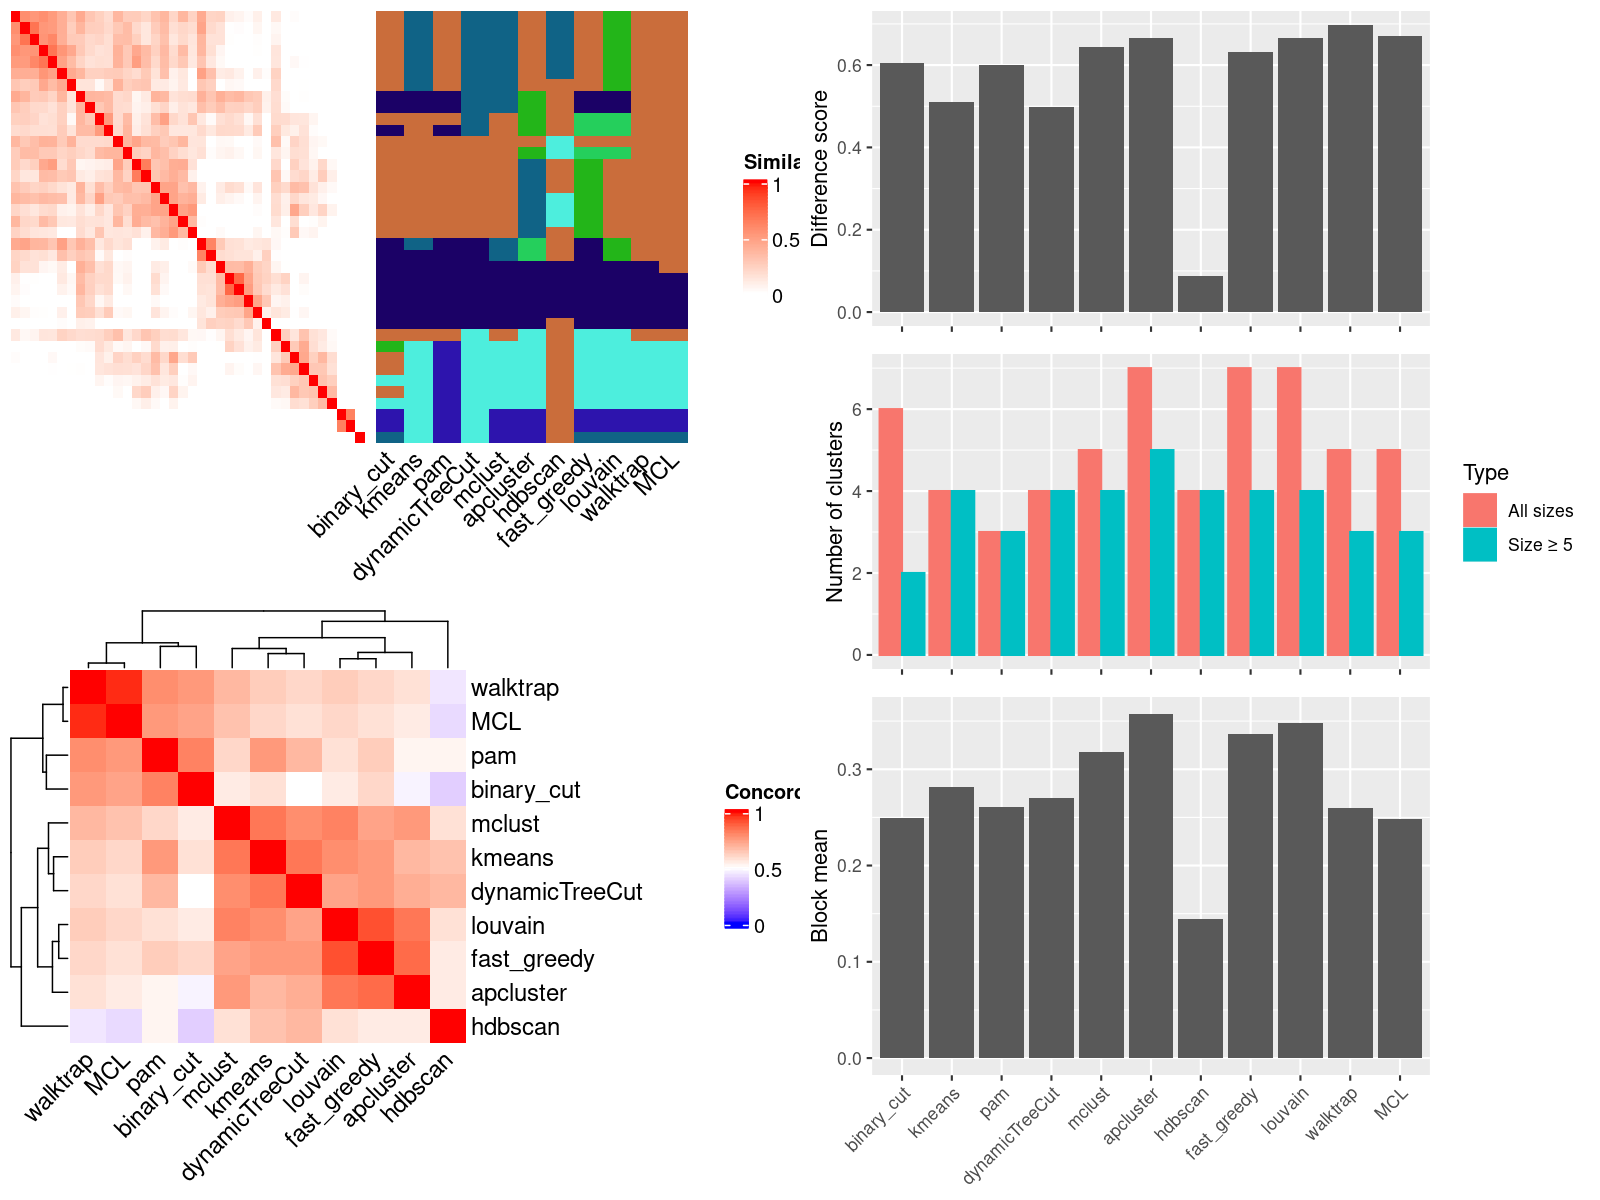 Simila
1
0.5
0
binary_cut
kmeans
pam
dynamicTreeCut
mclust
apcluster
hdbscan
fast_greedy
louvain
walktrap
MCL
walktrap
MCL
pam
binary_cut
mclust
kmeans
dynamicTreeCut
louvain
fast_greedy
apcluster
hdbscan
walktrap
MCL
pam
binary_cut
mclust
kmeans
dynamicTreeCut
louvain
fast_greedy
apcluster
hdbscan
Concord
1
0.5
0
Difference score
0.6
0.4
0.2
0.0
Number of clusters
6
4
2
0
Type
All sizes
Size ≥ 5
Block mean
0.3
0.2
0.1
0.0
binary_cut
kmeans
pam
dynamicTreeCut
mclust
apcluster
hdbscan
fast_greedy
louvain
walktrap
MCL